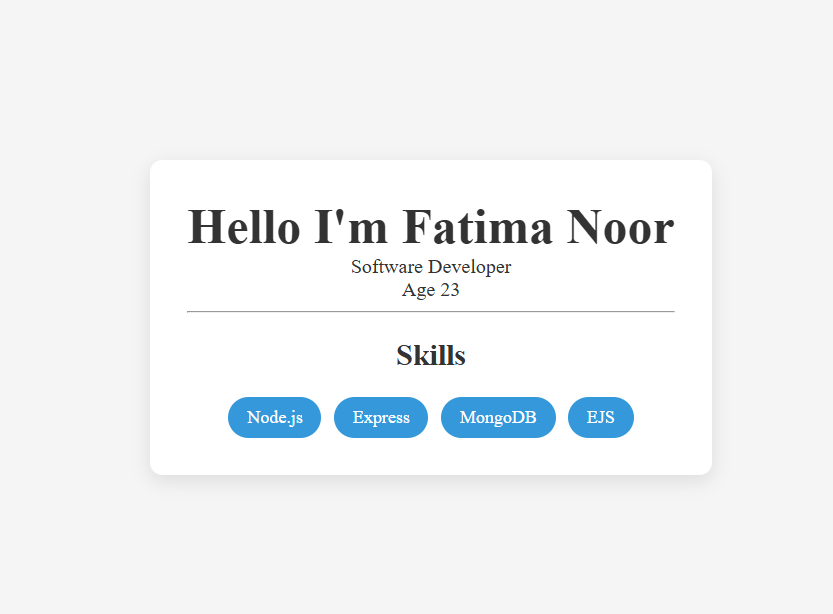 Hello I'm Fatima Noor
Software Developer
Age 23
Skills
Node.js Express MongoDB EJS